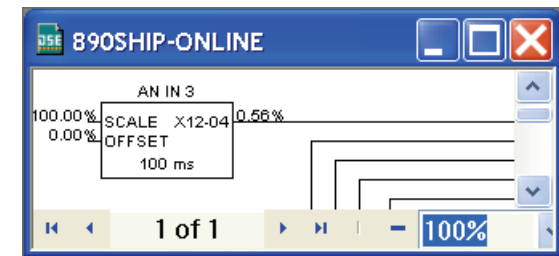 DSE 890SHIP-ONLINE
AN IN 3
100.00% SCALE X12-04 0.56%
0.00% OFFSET
100 ms
1 of 1 100%